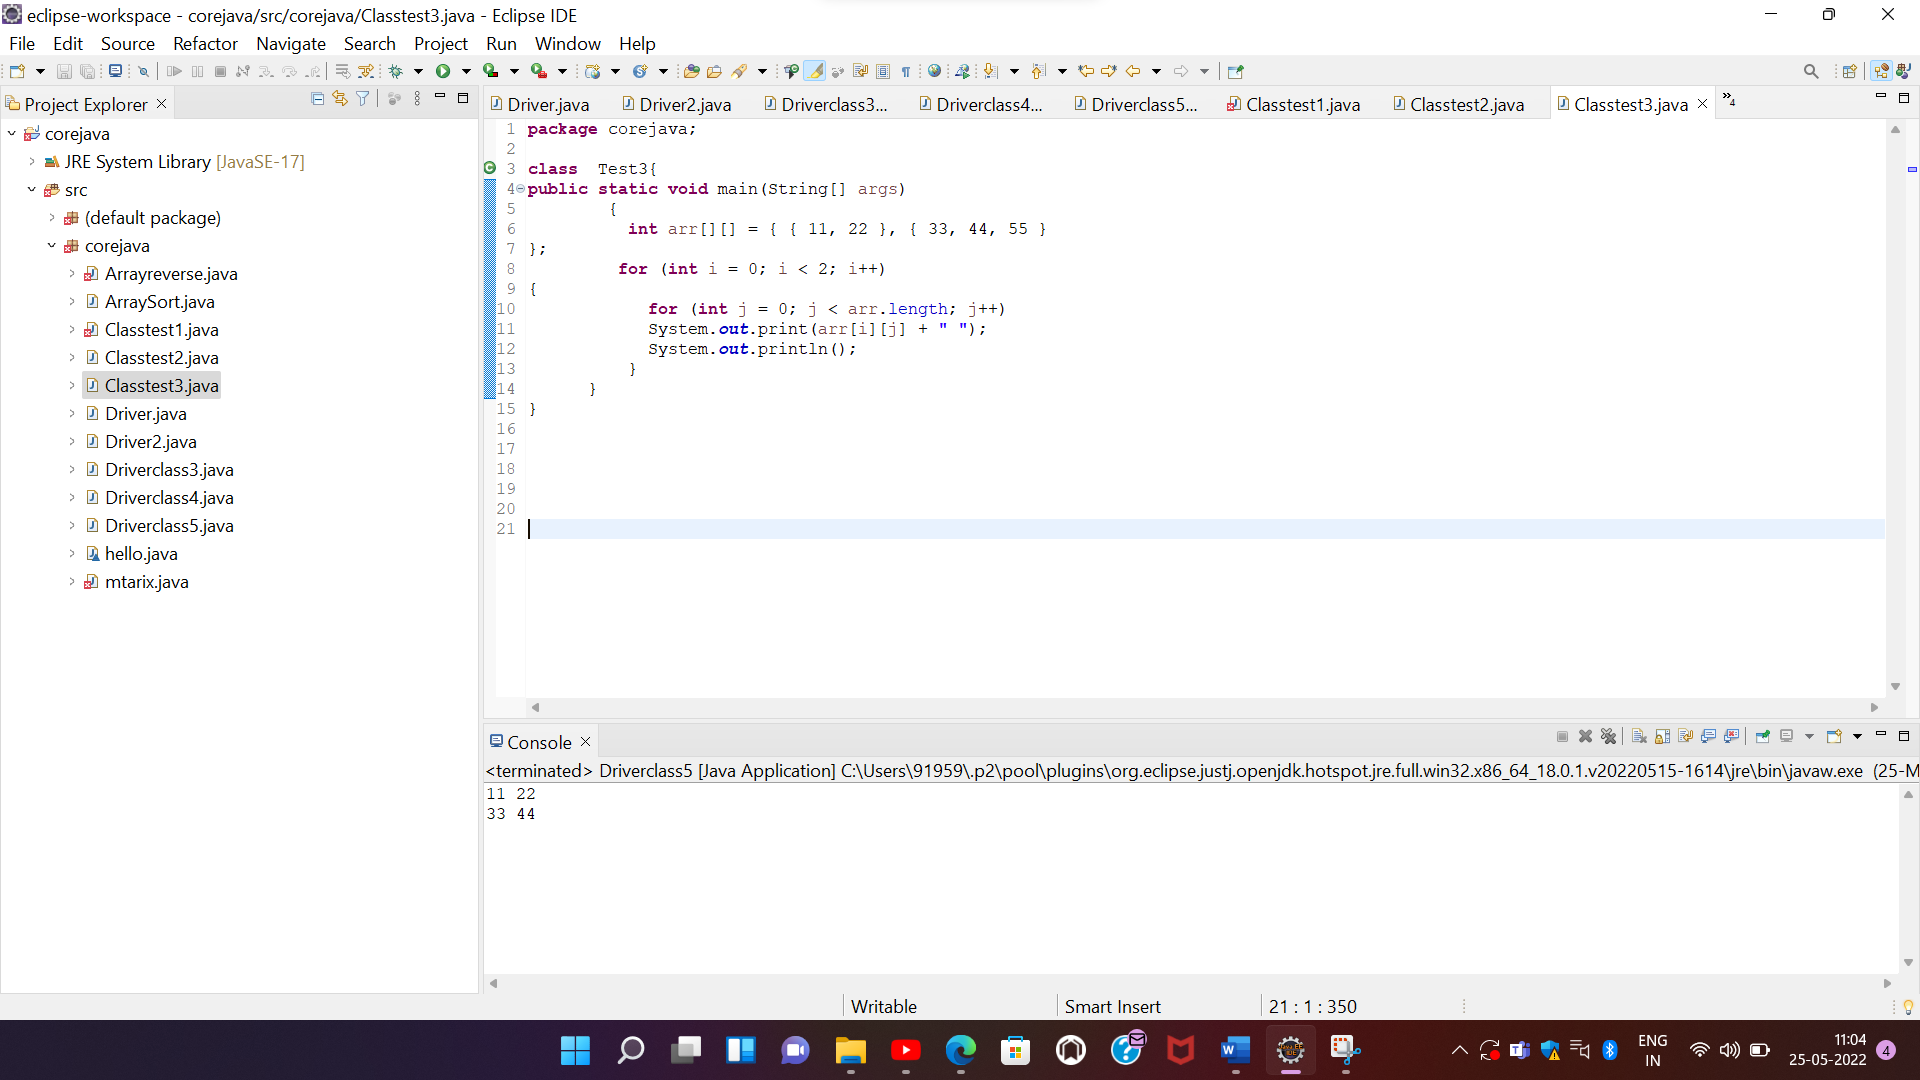 eclipse-workspace - corejava/src/corejava/Classtest3.java - Eclipse IDE
File Edit Source Refactor Navigate Search Project Run Window Help
Project Explorer
corejava
JRE System Library [JavaSE-17]
src
(default package)
corejava
Arrayreverse.java
ArraySort.java
Classtest1.java
Classtest2.java
Classtest3.java
Driver.java
Driver2.java
Driverclass3.java
Driverclass4.java
Driverclass5.java
hello.java
mtarix.java
Driver.java Driver2.java Driverclass3... Driverclass4... Driverclass5... Classtest1.java Classtest2.java Classtest3.java »4
1 package corejava;
2
3 class  Test3{
4 public static void main(String[] args)
5 {
6 int arr[][] = { { 11, 22 }, { 33, 44, 55 }
7 };
8 for (int i = 0; i < 2; i++)
9 {
10 for (int j = 0; j < arr.length; j++)
11 System.out.print(arr[i][j] + " ");
12 System.out.println();
13 }
14 }
15 }
16
17
18
19
20
21
Console
<terminated> Driverclass5 [Java Application] C:\Users\91959\.p2\pool\plugins\org.eclipse.justj.openjdk.hotspot.jre.full.win32.x86_64_18.0.1.v20220515-1614\jre\bin\javaw.exe (25-M
11 22
33 44
Writable Smart Insert 21 : 1 : 350
ENG
IN
11:04
25-05-2022
4